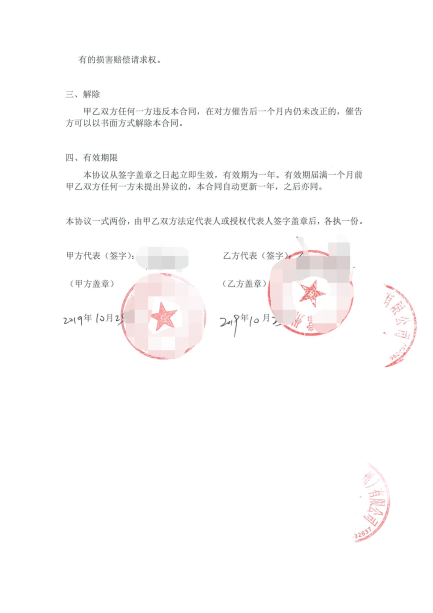 有的损害赔偿请求权。
三、解除
甲乙双方任何一方违反本合同，在对方催告后一个月内仍未改正的，催告
方可以以书面方式解除本合同。
四、有效期限
本协议从签字盖章之日起立即生效，有效期为一年。有效期届满一个月前
甲乙双方任何一方未提出异议的，本合同自动更新一年，之后亦同。
本协议一式两份，由甲乙双方法定代表人或授权代表人签字盖章后，各执一份。
甲方代表（签字）： 乙方代表（签字）
（甲方盖章） （乙方盖章）
2019年10月2 2019年10月2
限公司
有限公司